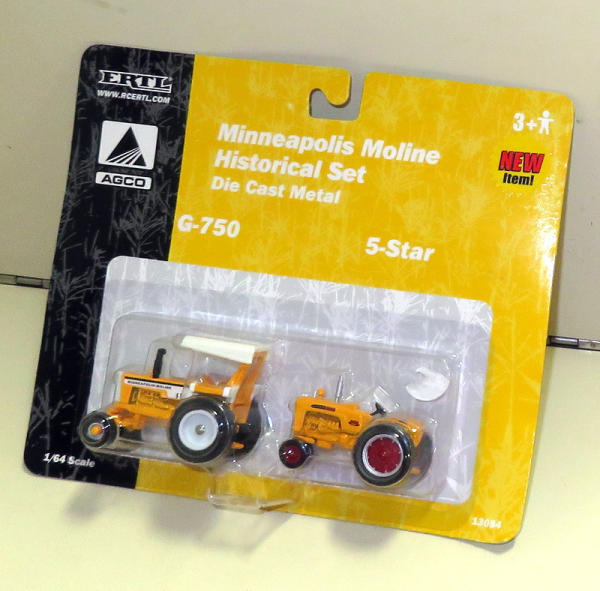 ERTL
WWW.RCERTL.COM
AGCO
3+
NEW
Item!
Minneapolis Moline
Historical Set
Die Cast Metal
G-750
5-Star
MINNEAPOLIS-MOLINE
1/64 Scale
13084